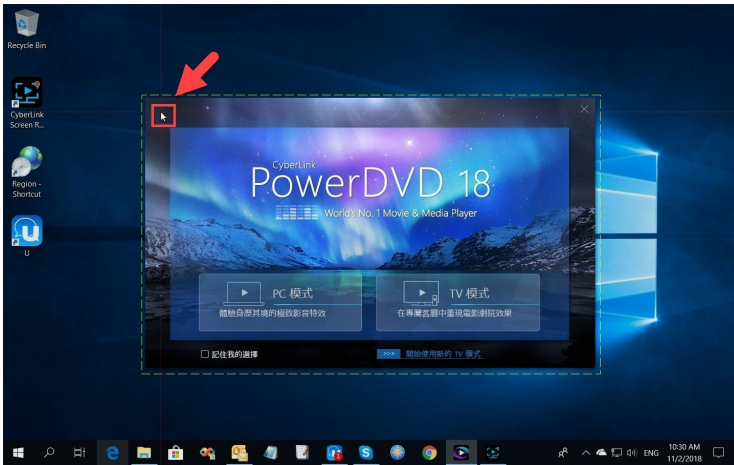 Recycle Bin
CyberLink
Screen R...
Region -
Shortcut
U
CyberLink
PowerDVD 18
World's No. 1 Movie & Media Player
PC 模式
體驗身歷其境的極致影音特效
TV 模式
在專屬客廳中重現電影劇院效果
記住我的選擇
>>> 開始使用新的 TV 模式
ENG
10:30 AM
11/2/2018